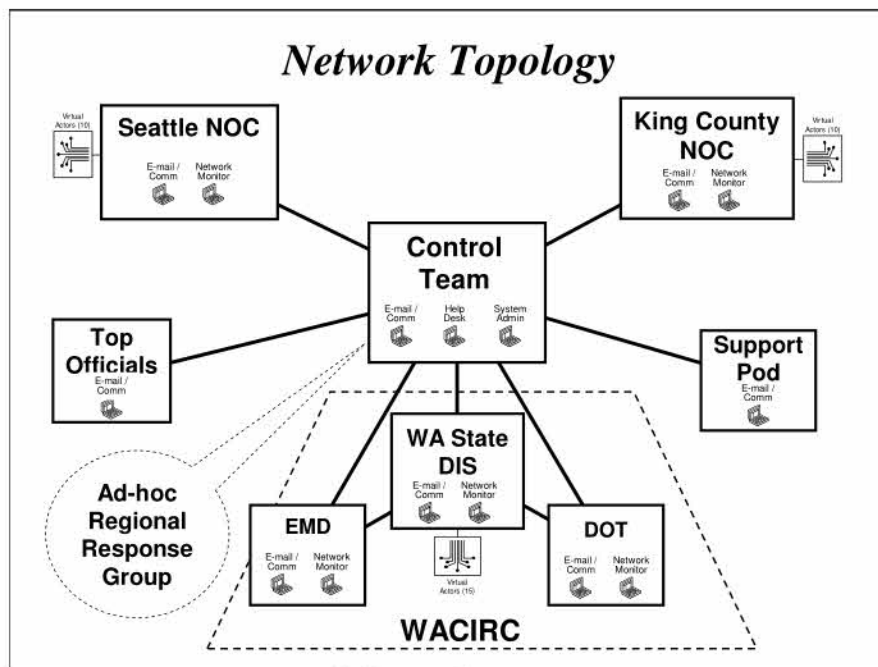 Network Topology
Virtual
Actors (10)
Seattle NOC
E-mail /
Comm
Network
Monitor
King County
NOC
E-mail /
Comm
Network
Monitor
Virtual
Actors (10)
Control
Team
E-mail /
Comm
Help
Desk
System
Admin
Top
Officials
E-mail /
Comm
Support
Pod
E-mail /
Comm
WA State
DIS
E-mail /
Comm
Network
Monitor
Ad-hoc
Regional
Response
Group
EMD
E-mail /
Comm
Network
Monitor
Virtual
Actors (15)
DOT
E-mail /
Comm
Network
Monitor
WACIRC